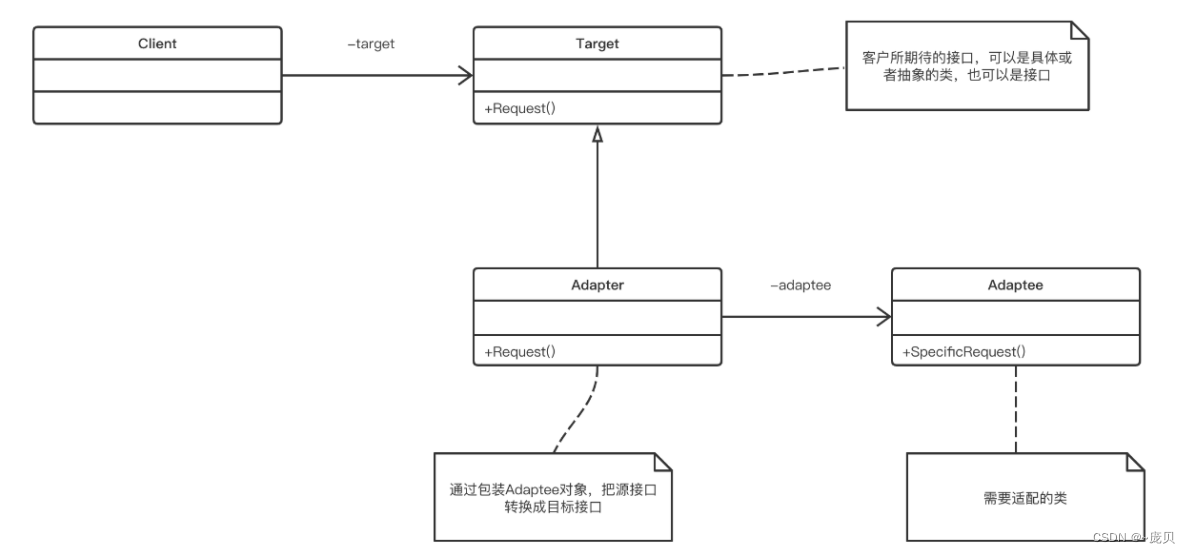 Client
-target
Target
+Request()
客户所期待的接口，可以是具体或
者抽象的类，也可以是接口
Adapter
+Request()
-adaptee
Adaptee
+SpecificRequest()
通过包装Adaptee对象，把源接口
转换成目标接口
需要适配的类
CSDN @~庞贝